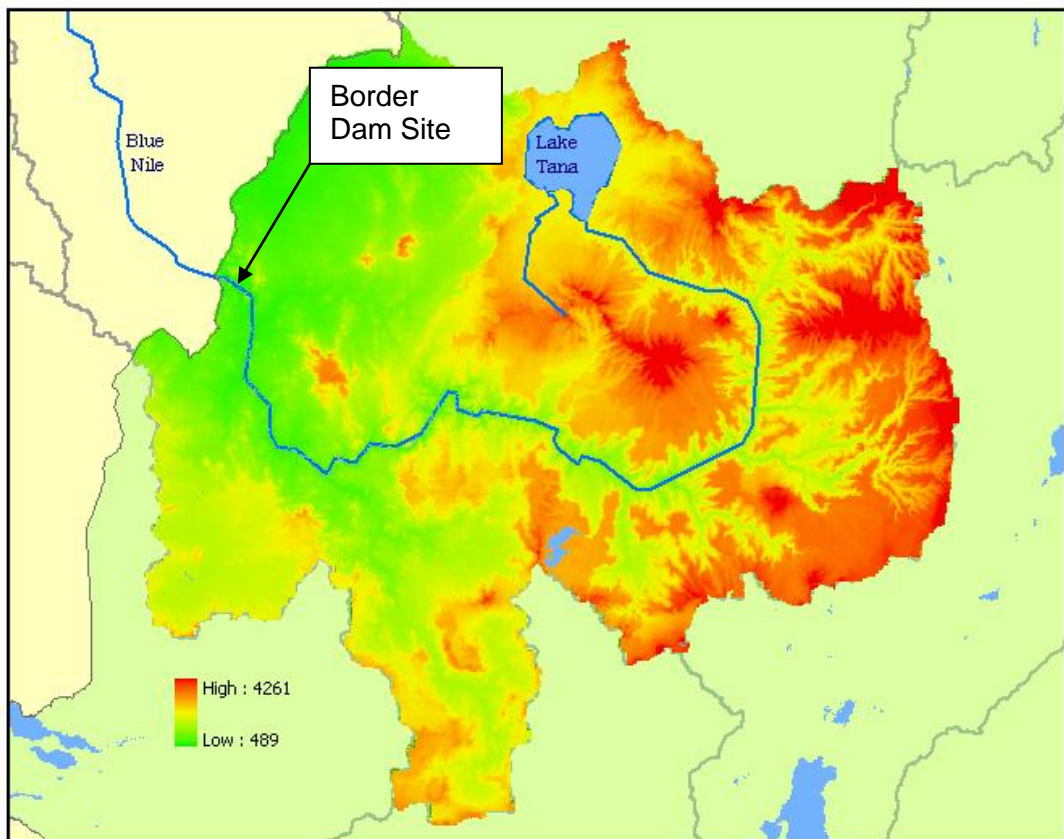 Border
Dam Site
Blue
Nile
Lake
Tana
High : 4261
Low : 489